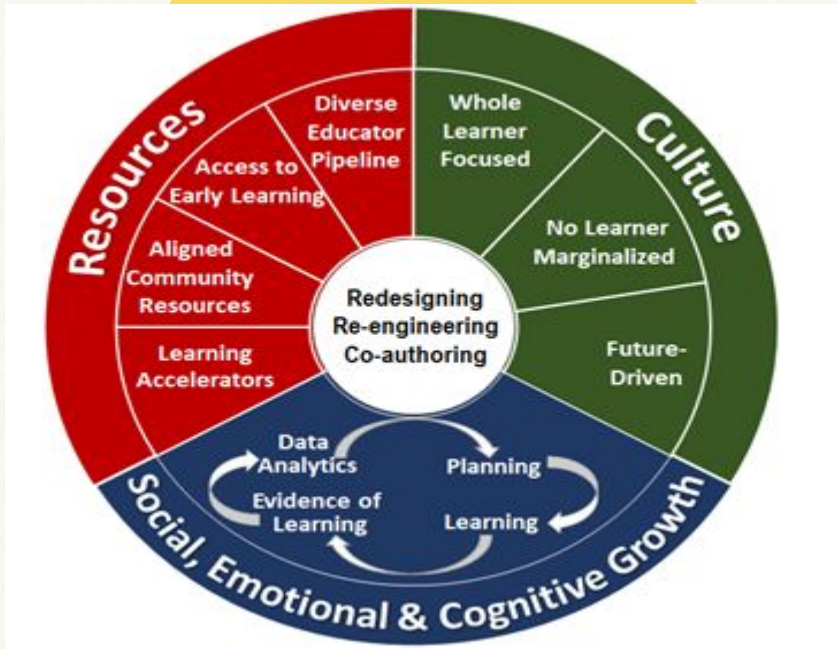 Resources
Diverse
Educator
Pipeline
Access to
Early Learning
Aligned
Community
Resources
Learning
Accelerators
Culture
Whole
Learner
Focused
No Learner
Marginalized
Future-
Driven
Redesigning
Re-engineering
Co-authoring
Data
Analytics
Planning
Evidence of
Learning
Learning
Social, Emotional & Cognitive Growth